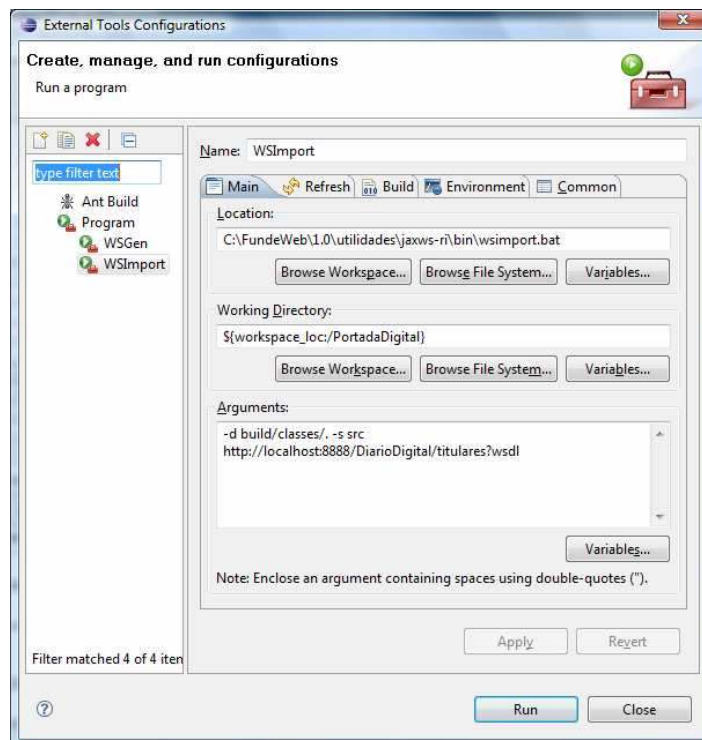 External Tools Configurations
Create, manage, and run configurations
Run a program
type filter text
Ant Build
Program
WSGen
WSImport
Filter matched 4 of 4 iten
Name: WSImport
Main Refresh Build Environment Common
Location:
C:\FundeWeb\1.0\utilidades\jaxws-ri\bin\wsimport.bat
Browse Workspace... Browse File System... Variables...
Working Directory:
${workspace_loc:/PortadaDigital}
Browse Workspace... Browse File System... Variables...
Arguments:
-d build/classes/. -s src
http://localhost:8888/DiarioDigital/titulares?wsdl
Variables...
Note: Enclose an argument containing spaces using double-quotes (").
Apply Revert
Run Close